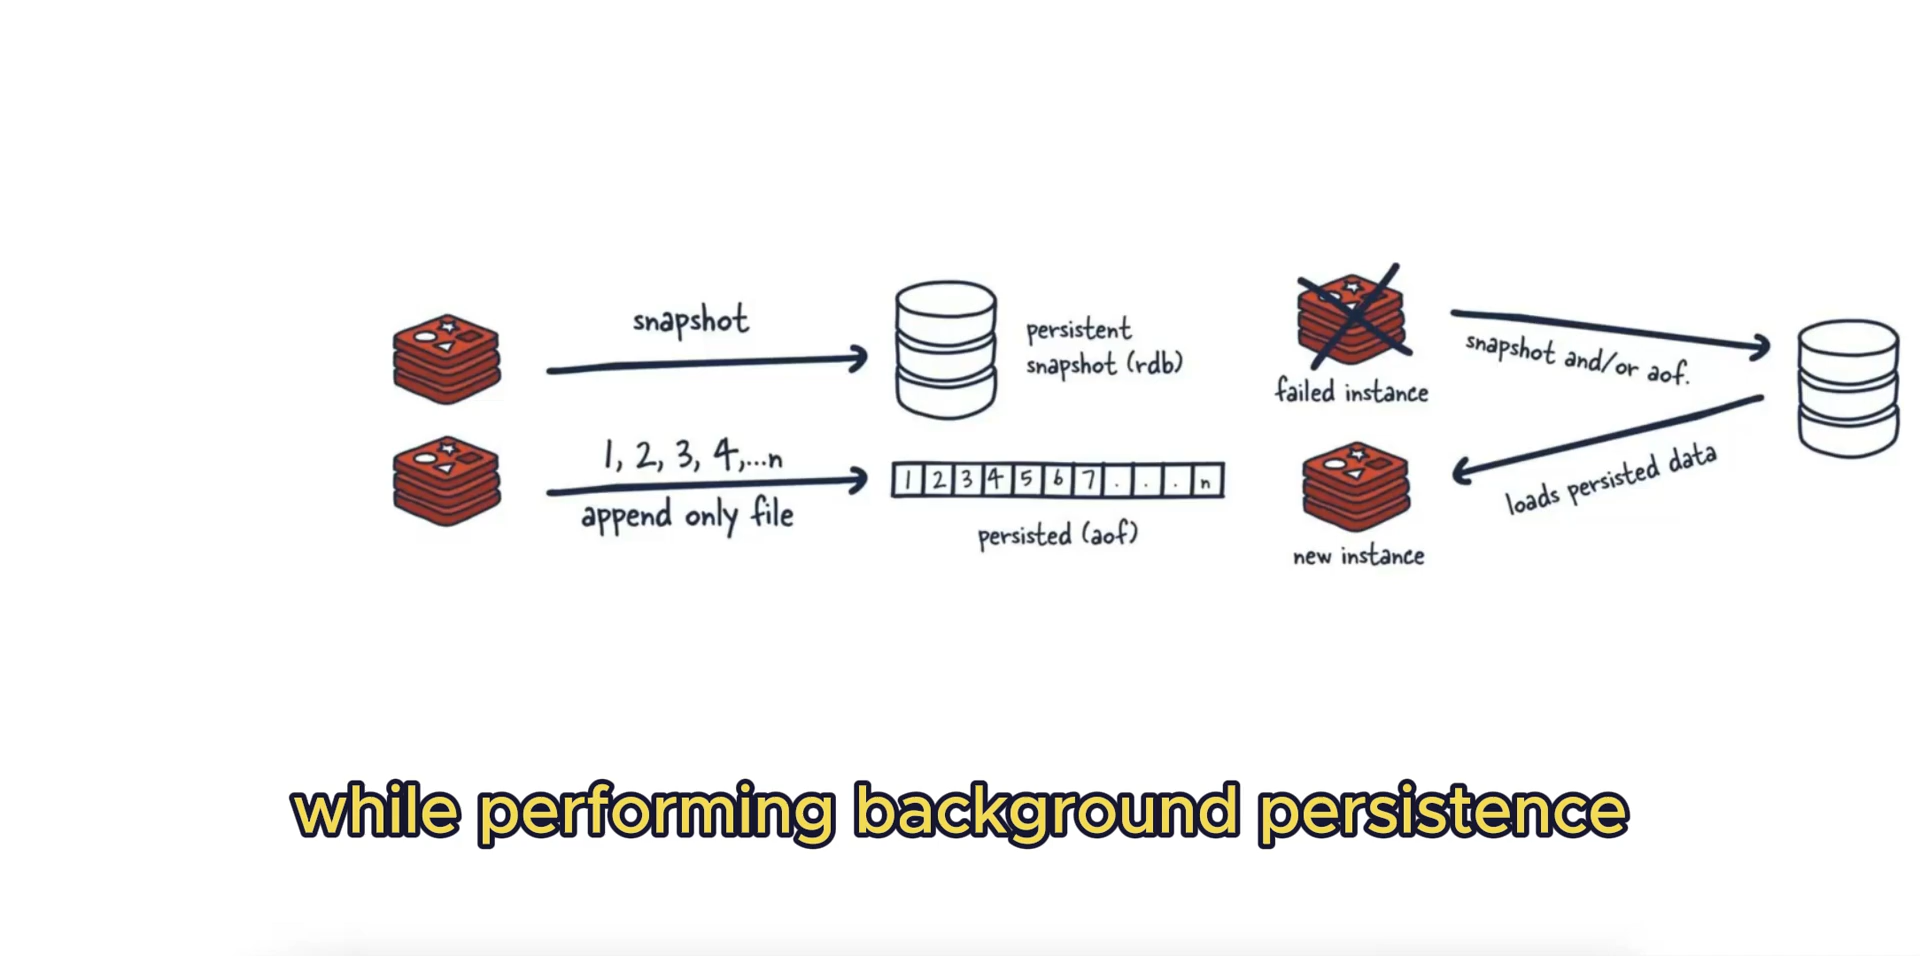 snapshot
persistent
snapshot (rdb)
1, 2, 3, 4,...n
append only file
1 2 3 4 5 6 7 . . . n
persisted (aof)
failed instance
snapshot and/or aof.
loads persisted data
new instance
while performing background persistence